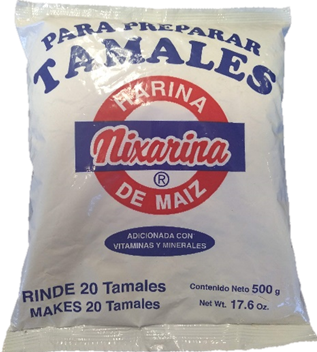 PARA PREPARAR
TAMALES
HARINA
Nixarina
®
DE MAIZ
ADICIONADA CON
VITAMINAS Y MINERALES
RINDE 20 Tamales
MAKES 20 Tamales
Contenido Neto 500 g
Net Wt. 17.6 Oz.